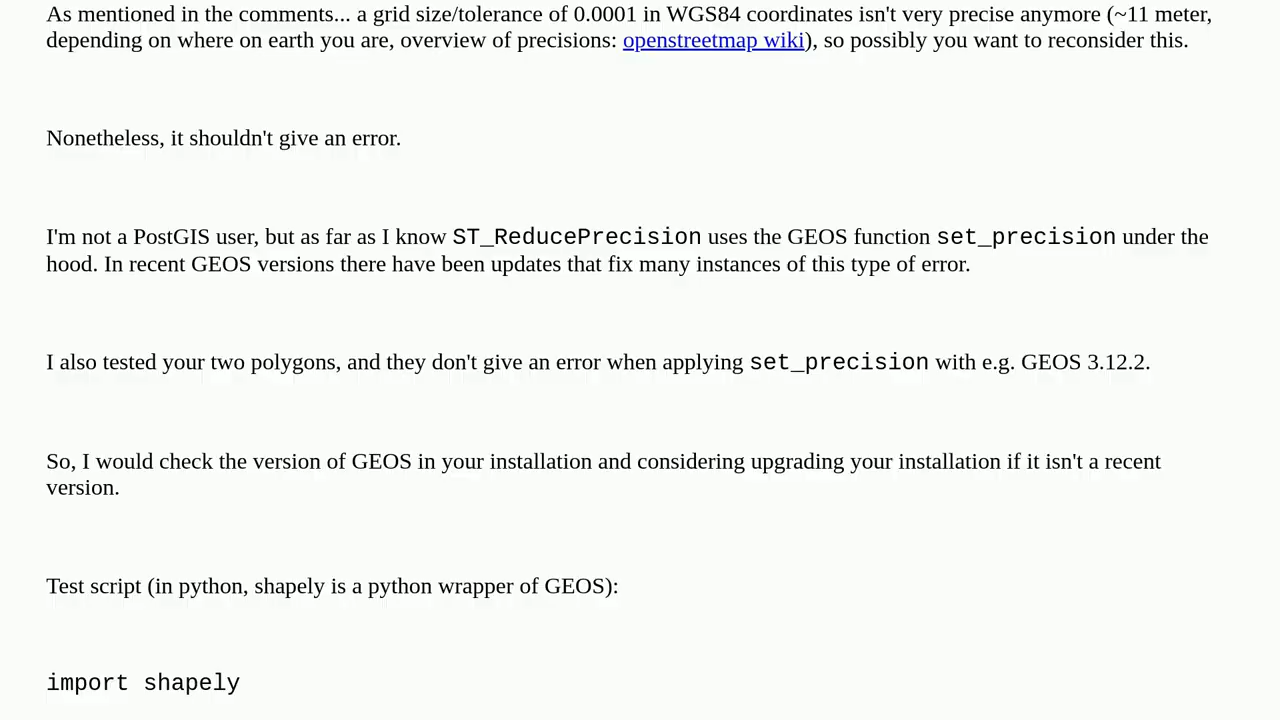 As mentioned in the comments... a grid size/tolerance of 0.0001 in WGS84 coordinates isn't very precise anymore (~11 meter,
depending on where on earth you are, overview of precisions: openstreetmap wiki), so possibly you want to reconsider this.
Nonetheless, it shouldn't give an error.
I'm not a PostGIS user, but as far as I know ST_ReducePrecision uses the GEOS function set_precision under the
hood. In recent GEOS versions there have been updates that fix many instances of this type of error.
I also tested your two polygons, and they don't give an error when applying set_precision with e.g. GEOS 3.12.2.
So, I would check the version of GEOS in your installation and considering upgrading your installation if it isn't a recent
version.
Test script (in python, shapely is a python wrapper of GEOS):
import shapely